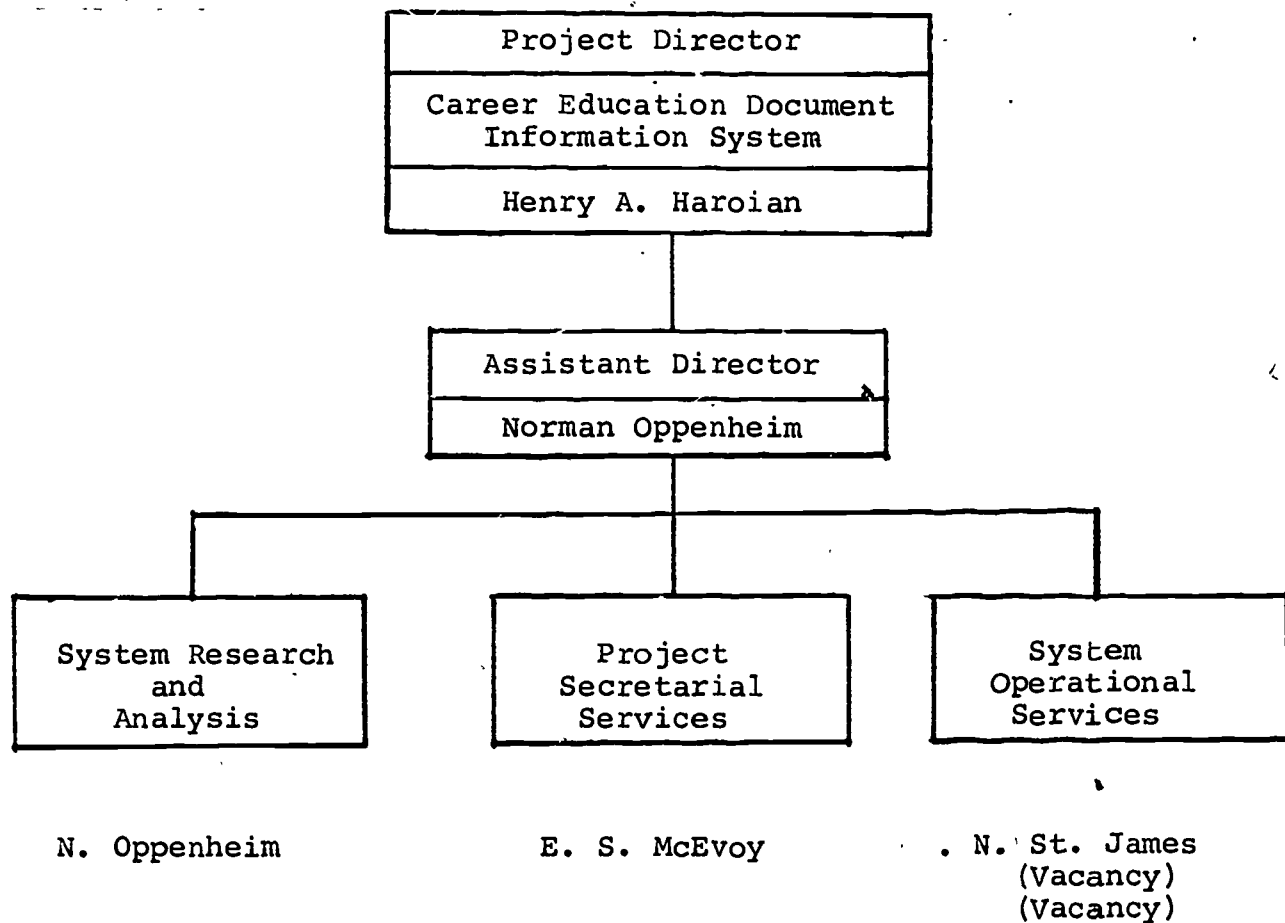 Project Director
Career Education Document
Information System
Henry A. Haroian
Assistant Director
Norman Oppenheim
System Research
and
Analysis
Project
Secretarial
Services
System
Operational
Services
N. Oppenheim
E. S. McEvoy
N. St. James
(Vacancy)
(Vacancy)